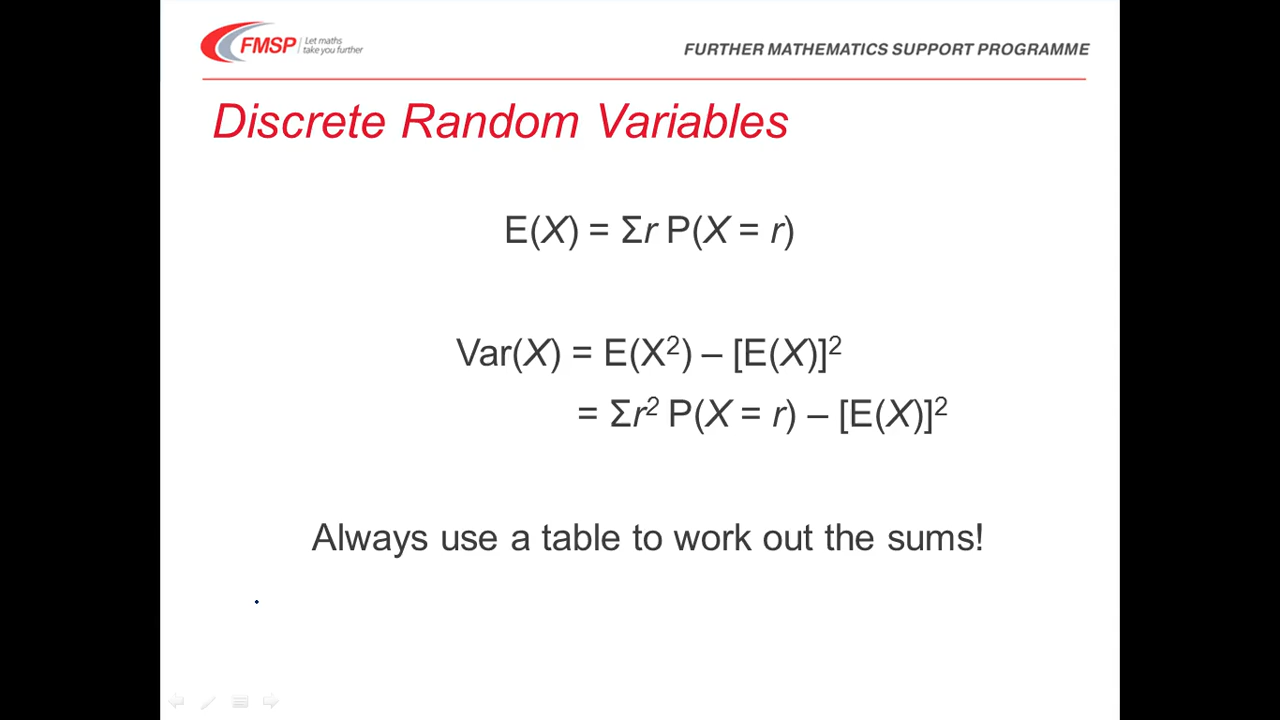 FMSP Let maths
take you further
FURTHER MATHEMATICS SUPPORT PROGRAMME
Discrete Random Variables
E(X) = Σr P(X = r)
Var(X) = E(X²) – [E(X)]²
= Σr² P(X = r) – [E(X)]²
Always use a table to work out the sums!